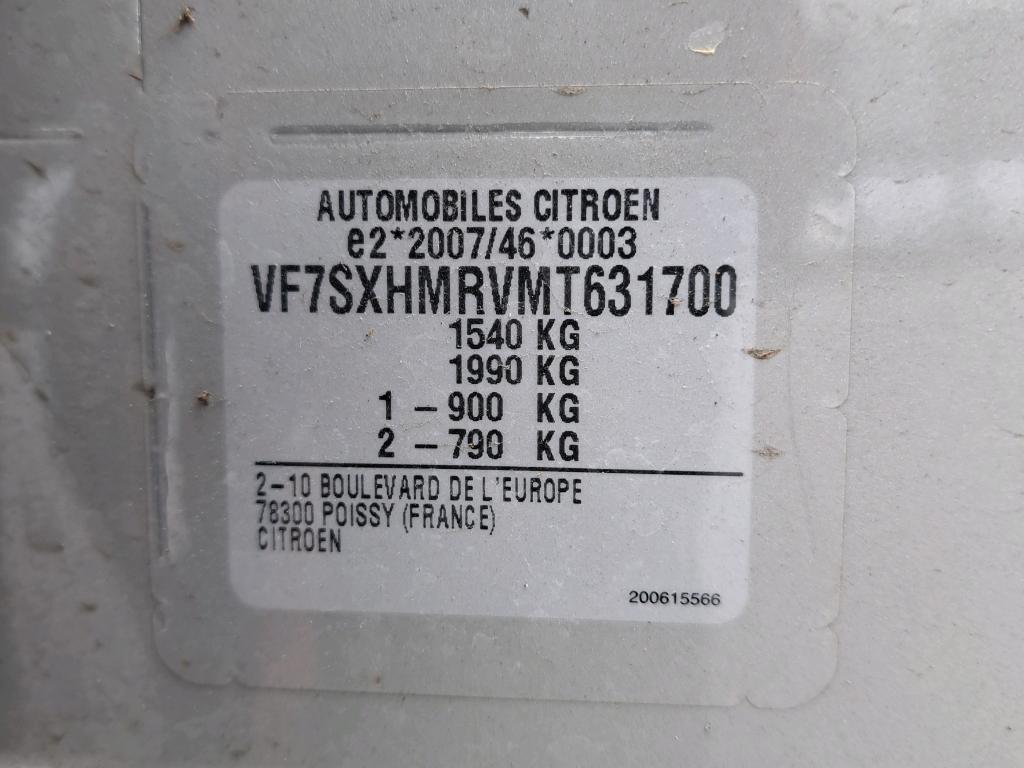 AUTOMOBILES CITROEN
e2*2007/46*0003
VF7SXHMRVMT631700
1540 KG
1990 KG
1 - 900 KG
2 - 790 KG
2-10 BOULEVARD DE L'EUROPE
78300 POISSY (FRANCE)
CITROEN
200615566